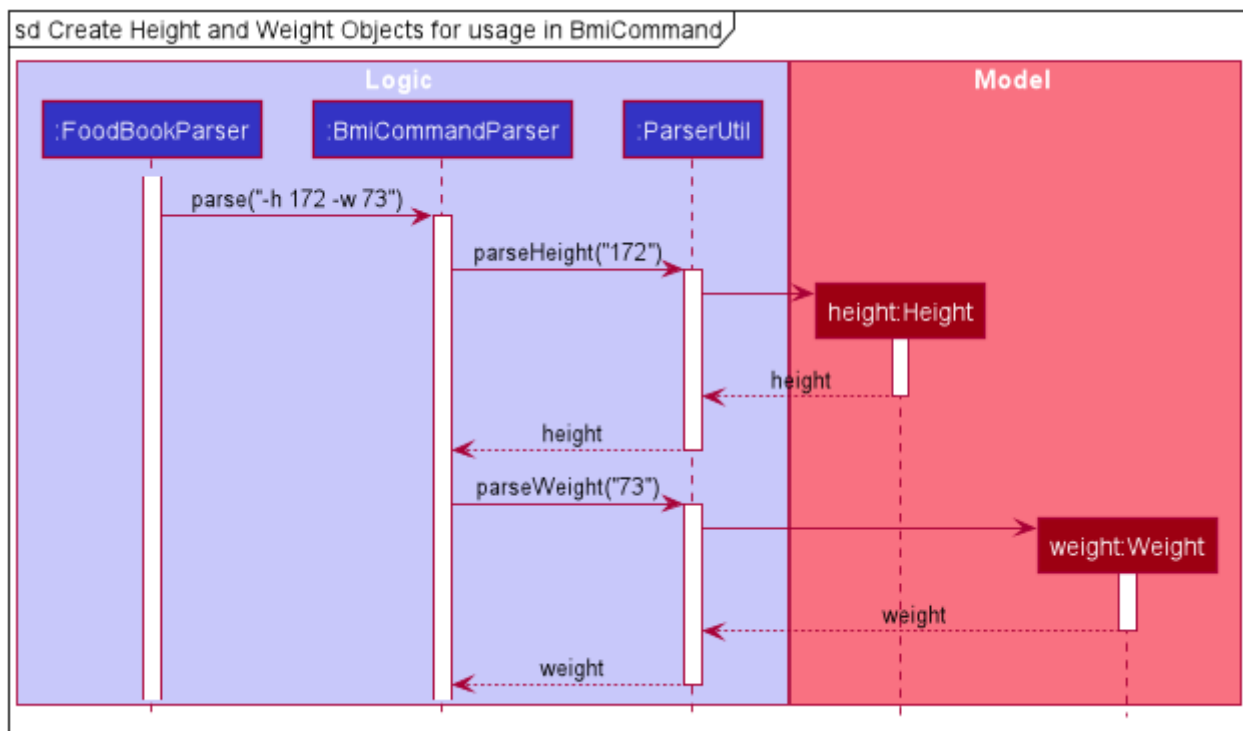 sd Create Height and Weight Objects for usage in BmiCommand
Logic
Model
:FoodBookParser
:BmiCommandParser
:ParserUtil
parse("-h 172 -w 73")
parseHeight("172")
height:Height
height
height
parseWeight("73")
weight:Weight
weight
weight